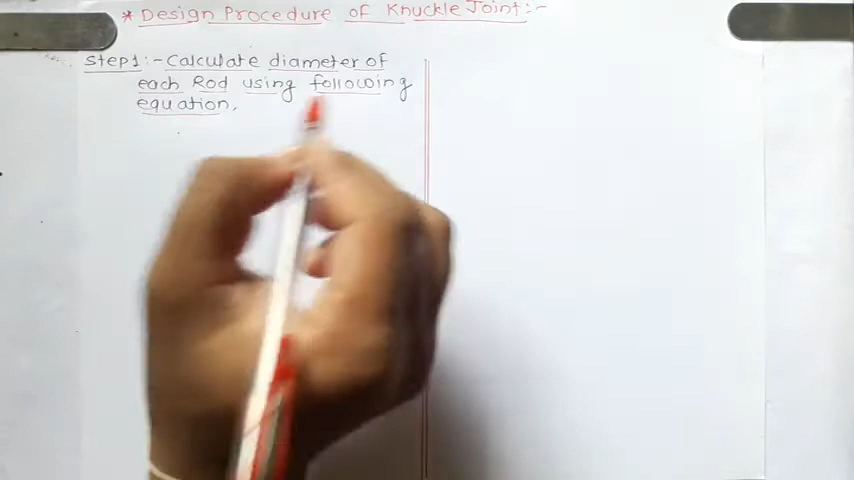 * Design Procedure of Knuckle Joint:-
Step1:- Calculate diameter of
each Rod using following
equation,